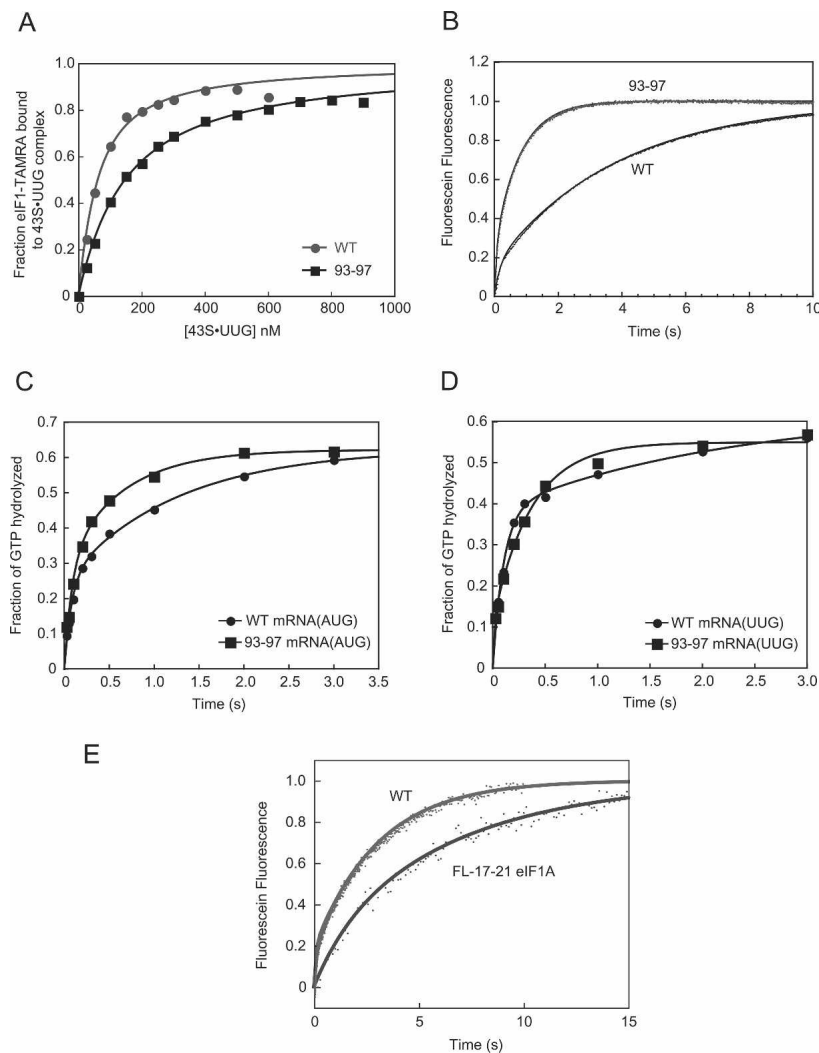 A
Fraction eIF1-TAMRA bound
to 43S•UUG complex
1.0
0.8
0.6
0.4
0.2
0
0
200
400
600
800
1000
[43S•UUG] nM
WT
93-97
B
Fluorescein Fluorescence
1.2
1.0
0.8
0.6
0.4
0.2
0
0
2
4
6
8
10
Time (s)
93-97
WT
C
Fraction of GTP hydrolyzed
0.7
0.6
0.5
0.4
0.3
0.2
0.1
0
0
0.5
1.0
1.5
2.0
2.5
3.0
3.5
Time (s)
WT mRNA(AUG)
93-97 mRNA(AUG)
D
Fraction of GTP hydrolyzed
0.6
0.5
0.4
0.3
0.2
0.1
0
0
0.5
1.0
1.5
2.0
2.5
3.0
Time (s)
WT mRNA(UUG)
93-97 mRNA(UUG)
E
Fluorescein Fluorescence
1.0
0.8
0.6
0.4
0.2
0
0
5
10
15
Time (s)
WT
FL-17-21 eIF1A